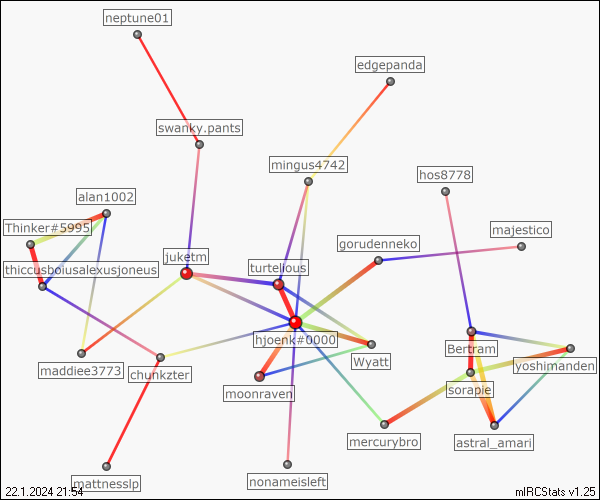 neptune01
edgepanda
swanky.pants
mingus4742
hos8778
alan1002
Thinker#5995
majestico
gorudenneko
juketm
turtelious
thiccusboiusalexusjoneus
hjoenk#0000
Bertram
Wyatt
yoshimanden
maddiee3773
chunkzter
moonraven
sorapie
mercurybro
astral_amari
mattnesslp
nonameisleft
22.1.2024 21:54
mIRCStats v1.25